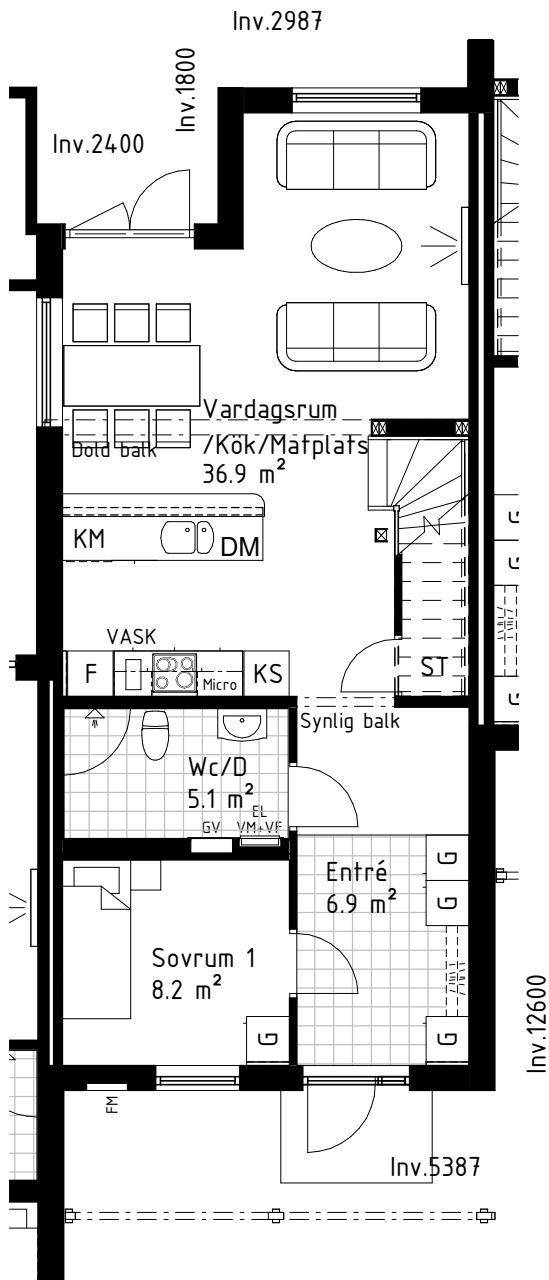 Inv.2987
Inv.1800
Inv.2400
Vardagsrum
/Kök/Matplats
36.9 m²
Dold balk
KM
DM
VASK
F
Micro
KS
ST
Synlig balk
Wc/D
5.1 m²
EL
GV
VM+VF
G
G
G
Entré
6.9 m²
G
G
Sovrum 1
8.2 m²
G
G
Inv.12600
FM
Inv.5387